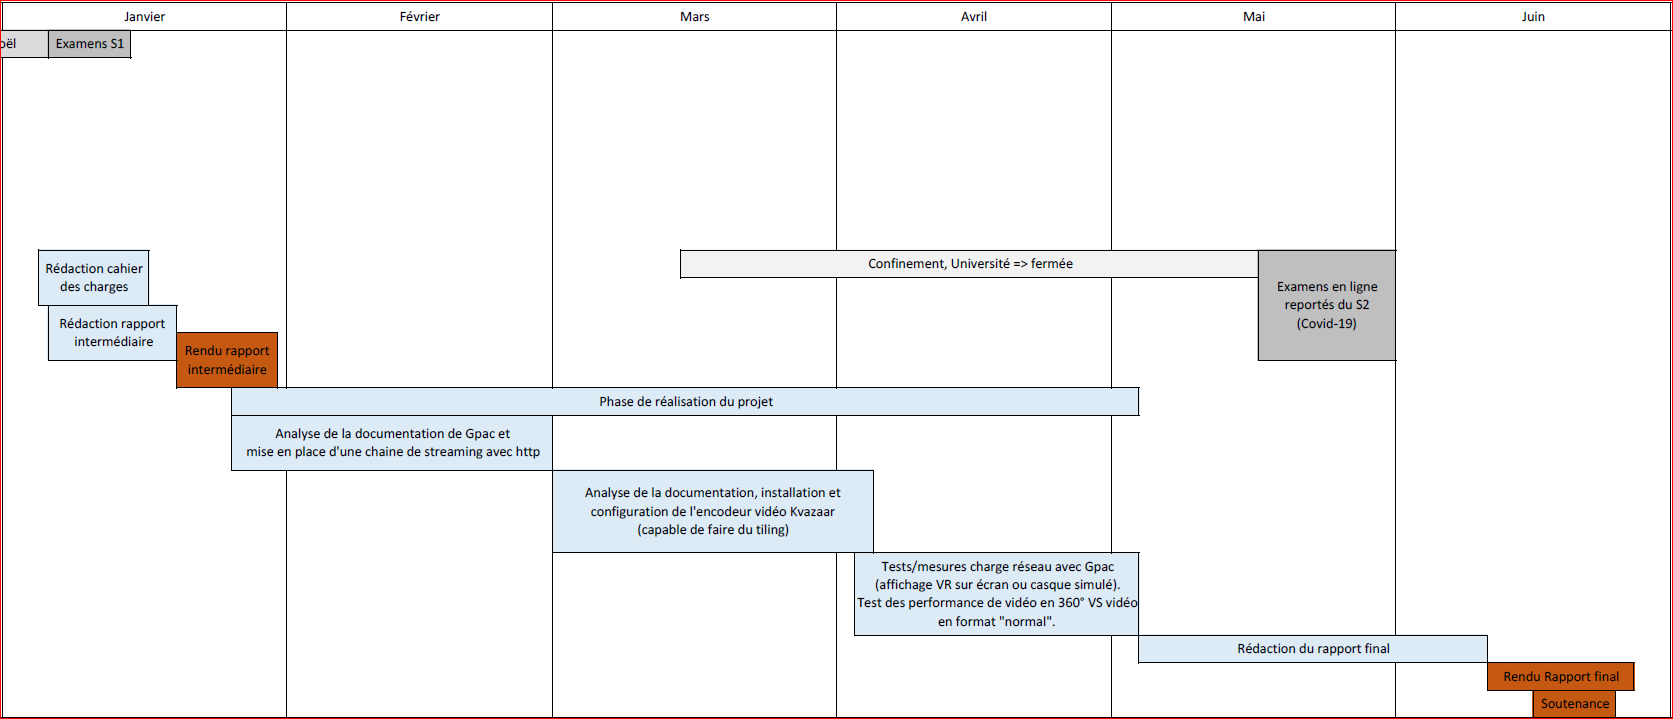 Janvier
Février
Mars
Avril
Mai
Juin
oël
Examens S1
Rédaction cahier
des charges
Confinement, Université => fermée
Examens en ligne
reportés du S2
(Covid-19)
Rédaction rapport
intermédiaire
Rendu rapport
intermédiaire
Phase de réalisation du projet
Analyse de la documentation de Gpac et
mise en place d'une chaine de streaming avec http
Analyse de la documentation, installation et
configuration de l'encodeur vidéo Kvazaar
(capable de faire du tiling)
Tests/mesures charge réseau avec Gpac
(affichage VR sur écran ou casque simulé).
Test des performance de vidéo en 360° VS vidéo
en format "normal".
Rédaction du rapport final
Rendu Rapport final
Soutenance